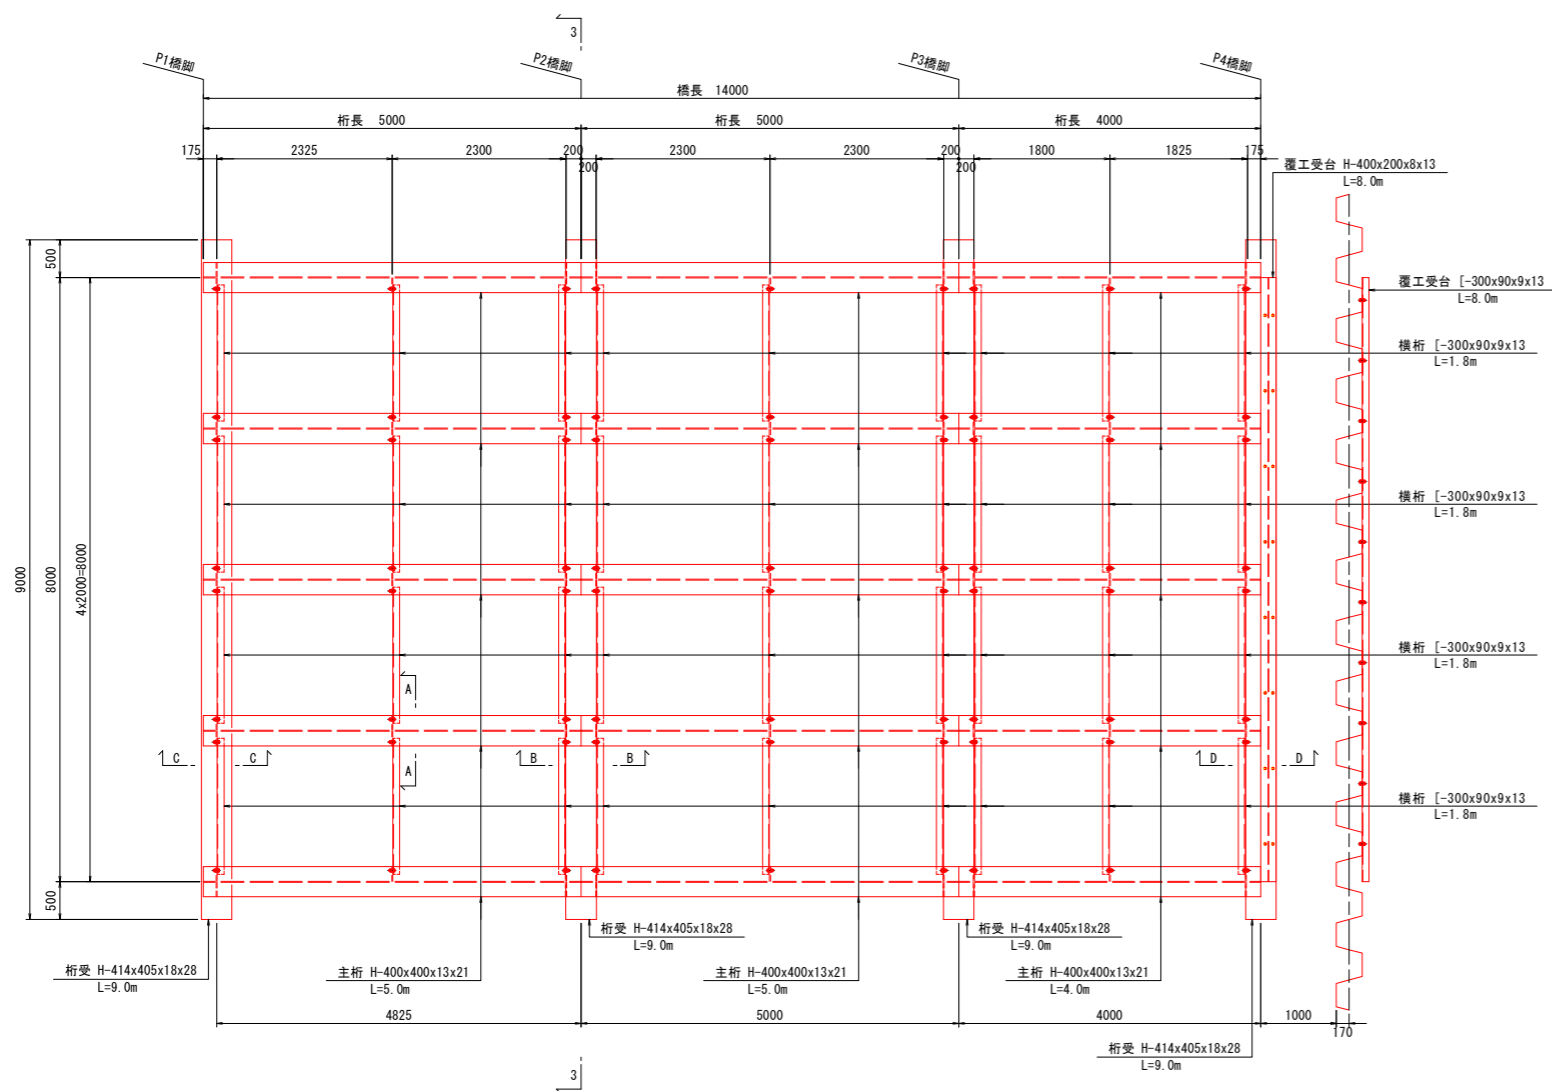 3
P1橋脚
P2橋脚
P3橋脚
P4橋脚
橋長 14000
桁長 5000
桁長 5000
桁長 4000
175
2325
2300
200
200
2300
2300
200
200
1800
1825
175
覆工受台 H-400x200x8x13
L=8.0m
覆工受台 [-300x90x9x13
L=8.0m
横桁 [-300x90x9x13
L=1.8m
横桁 [-300x90x9x13
L=1.8m
横桁 [-300x90x9x13
L=1.8m
横桁 [-300x90x9x13
L=1.8m
9000
500
8000
500
4x2000=8000
A
A
C
C
B
B
D
D
桁受 H-414x405x18x28
L=9.0m
桁受 H-414x405x18x28
L=9.0m
桁受 H-414x405x18x28
L=9.0m
主桁 H-400x400x13x21
L=5.0m
主桁 H-400x400x13x21
L=5.0m
主桁 H-400x400x13x21
L=4.0m
4825
5000
4000
1000
170
桁受 H-414x405x18x28
L=9.0m
3